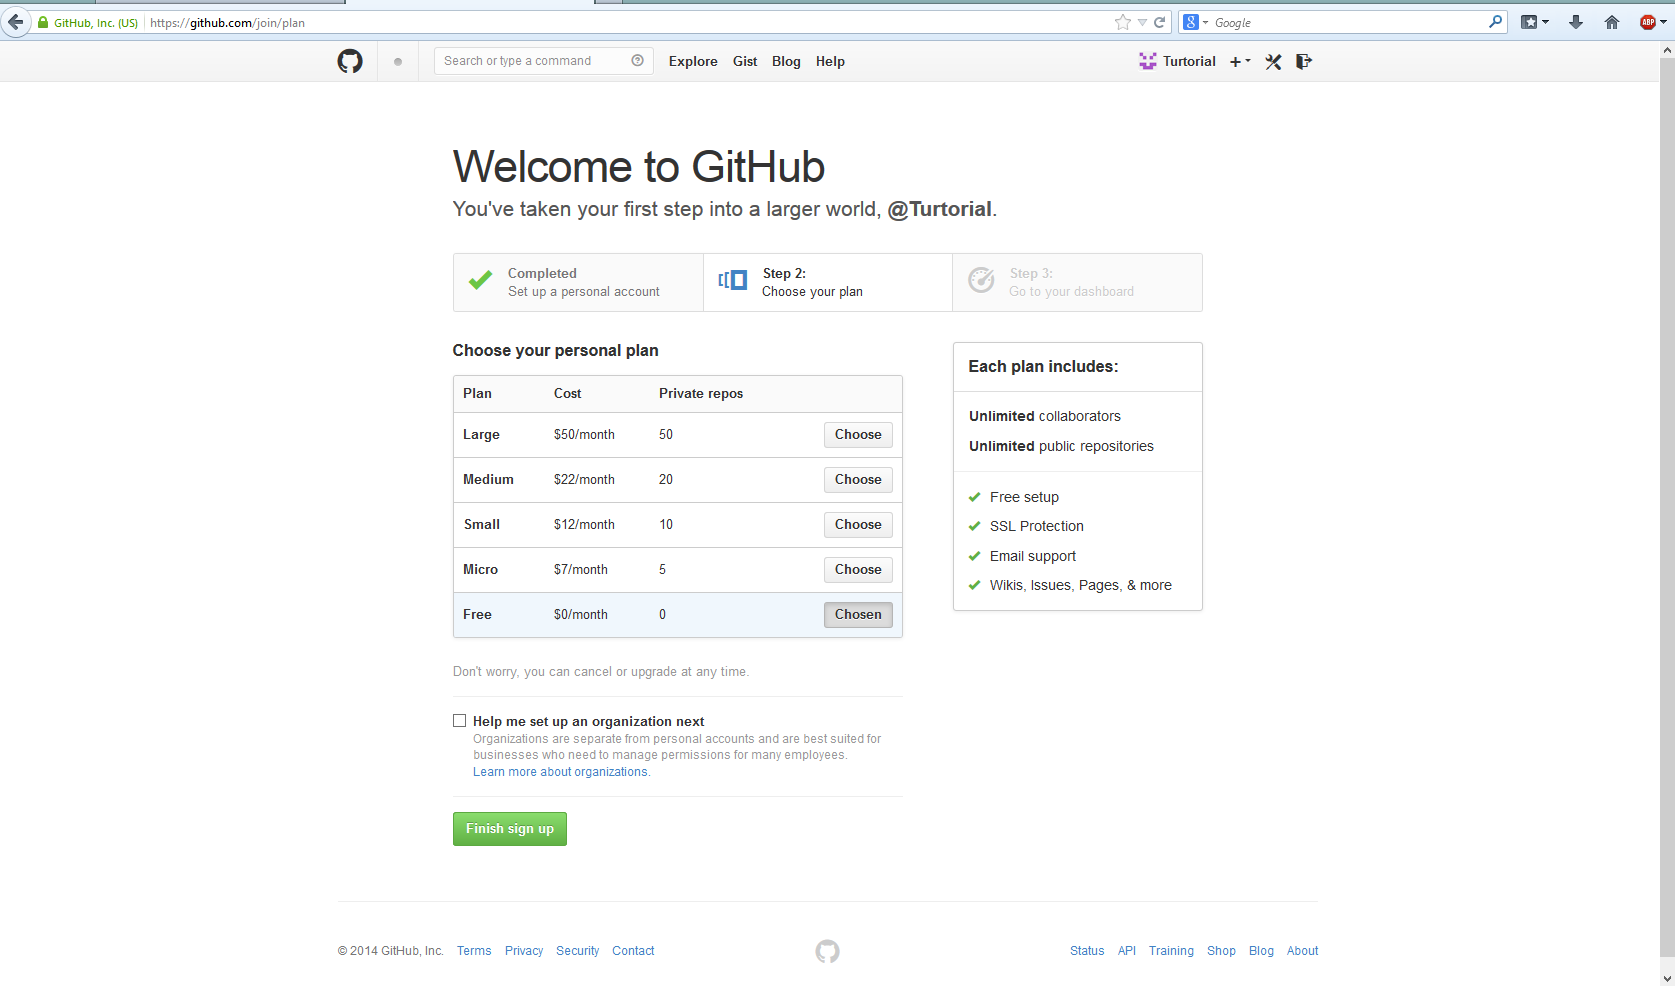 GitHub, Inc. (US) https://github.com/join/plan Google ABP
Search or type a command Explore Gist Blog Help Turtorial
Welcome to GitHub
You've taken your first step into a larger world, @Turtorial.
Completed
Set up a personal account
Step 2:
Choose your plan
Step 3:
Go to your dashboard
Choose your personal plan
Plan Cost Private repos
Large $50/month 50 Choose
Medium $22/month 20 Choose
Small $12/month 10 Choose
Micro $7/month 5 Choose
Free $0/month 0 Chosen
Don't worry, you can cancel or upgrade at any time.
Help me set up an organization next
Organizations are separate from personal accounts and are best suited for
businesses who need to manage permissions for many employees.
Learn more about organizations.
Finish sign up
Each plan includes:
Unlimited collaborators
Unlimited public repositories
Free setup
SSL Protection
Email support
Wikis, Issues, Pages, & more
© 2014 GitHub, Inc. Terms Privacy Security Contact Status API Training Shop Blog About